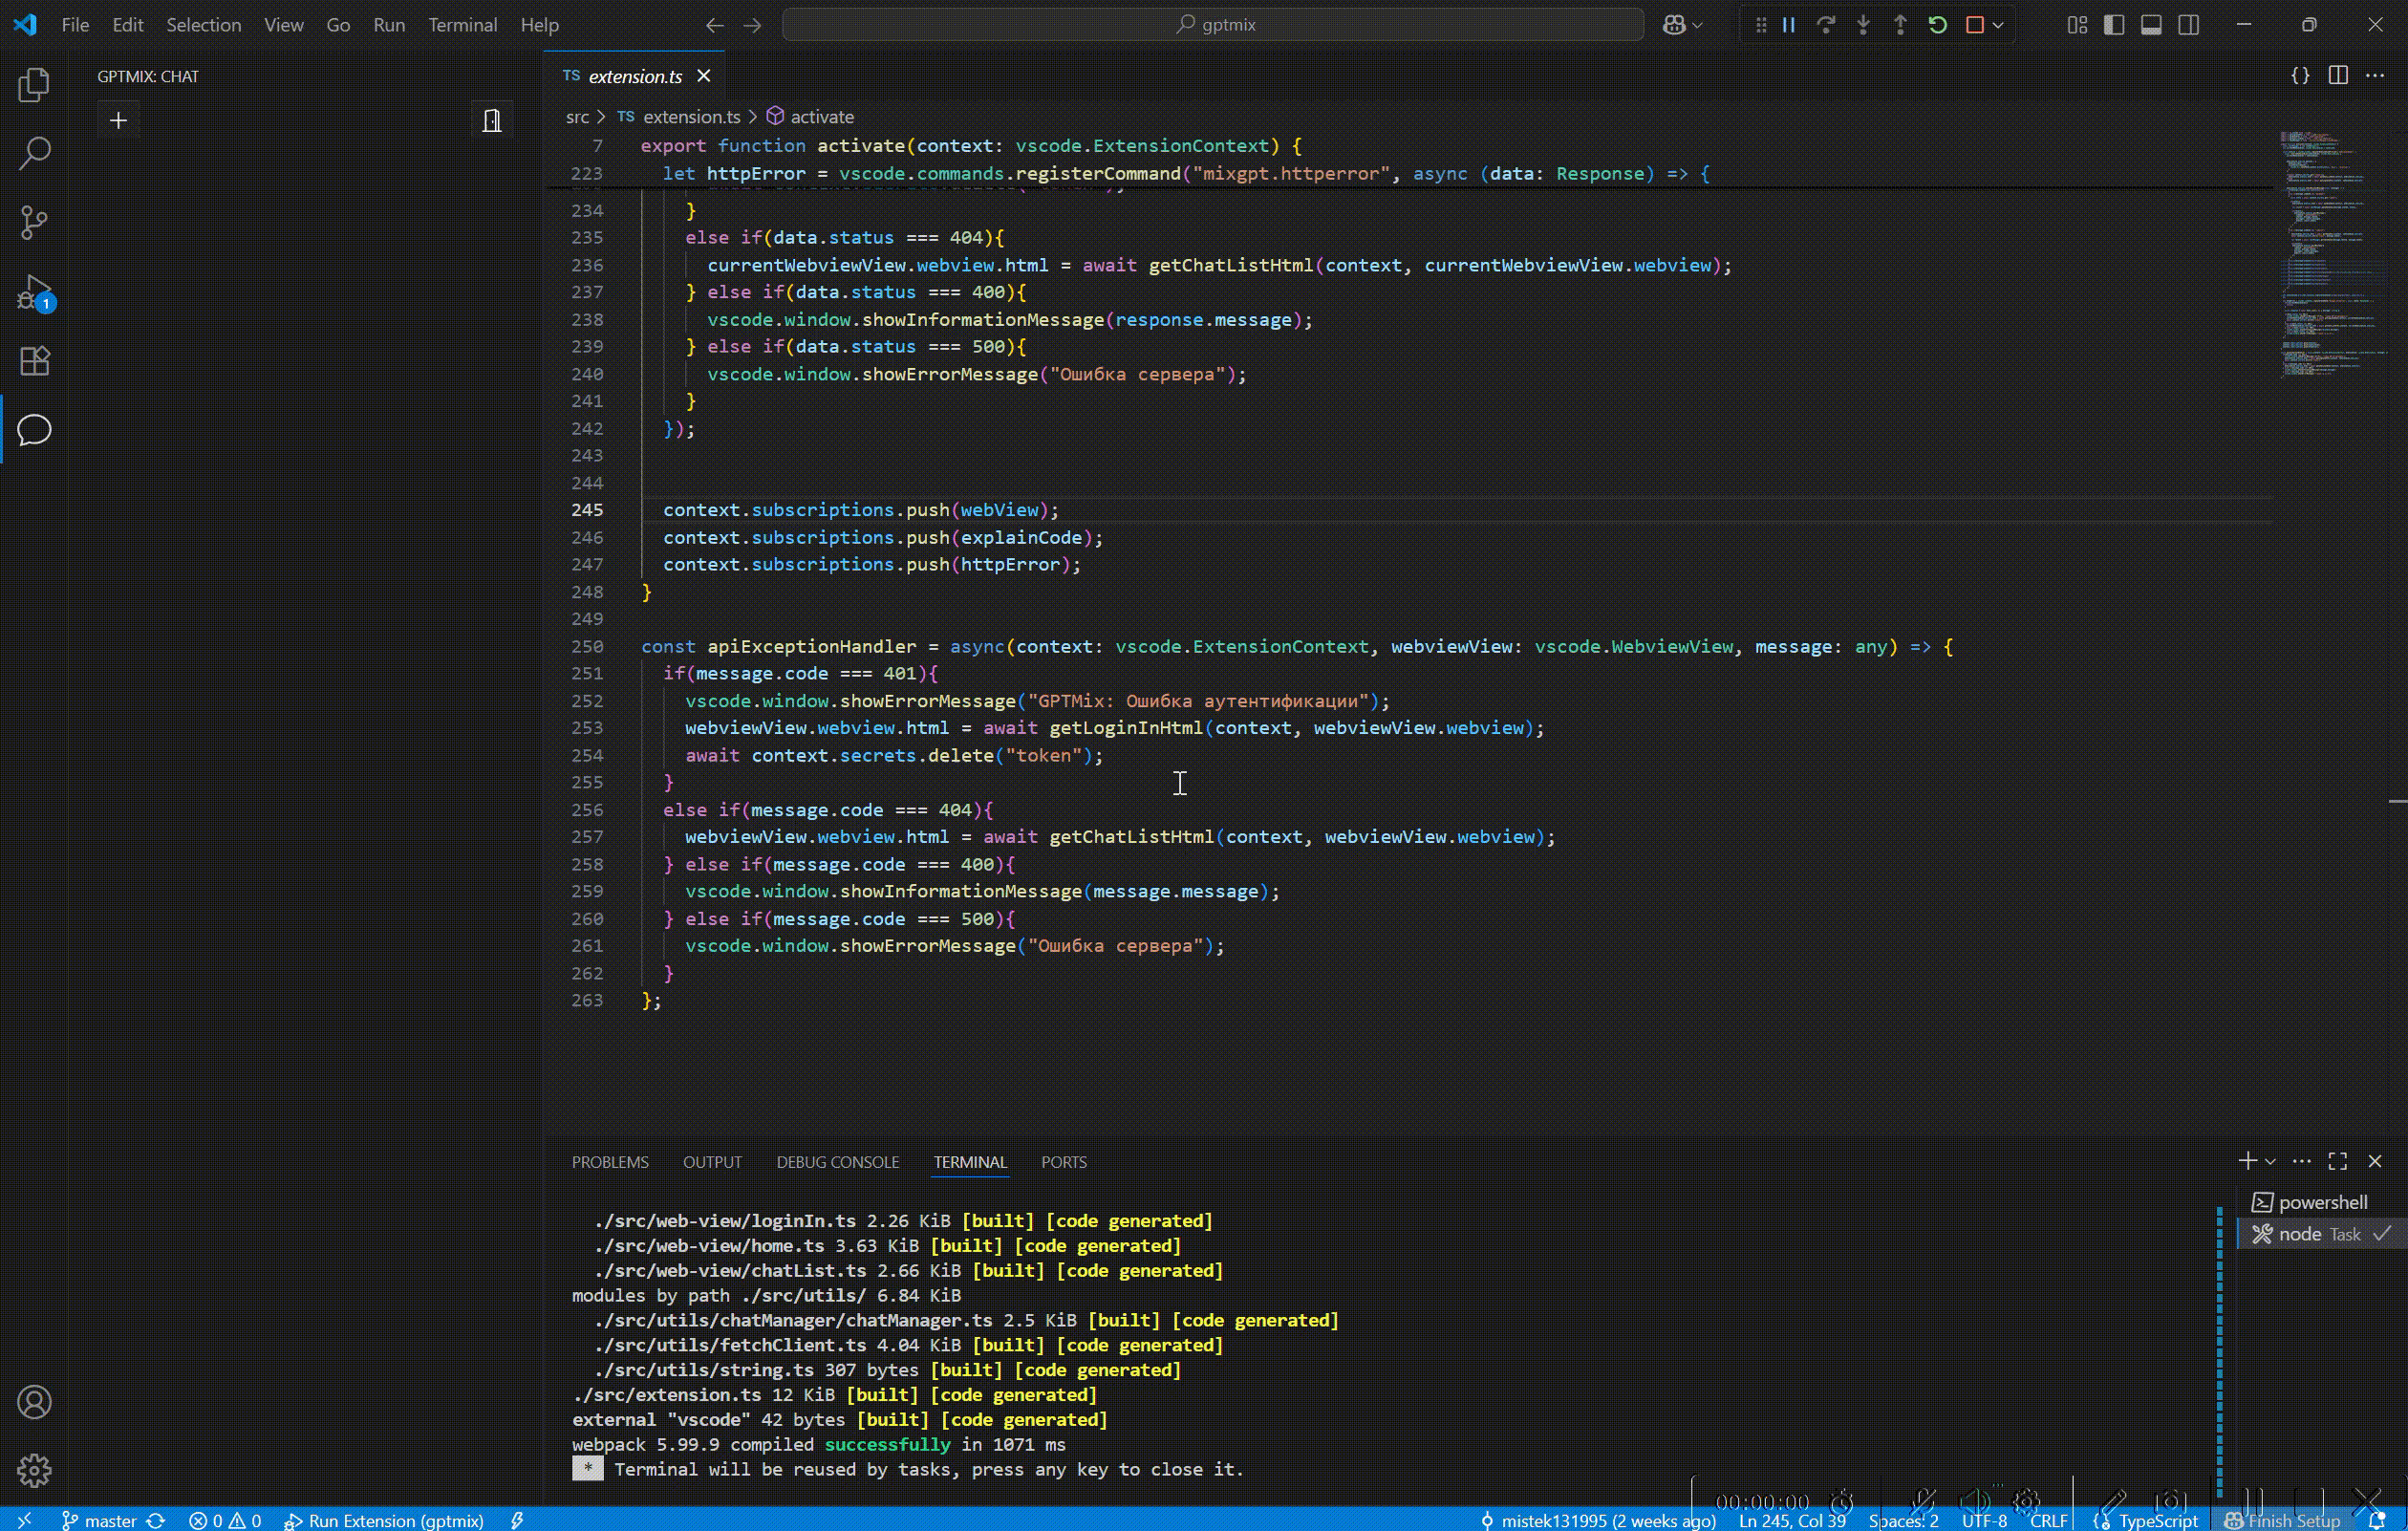 File Edit Selection View Go Run Terminal Help
gptmix
GPTMIX: CHAT
TS extension.ts
src > TS extension.ts > activate
7 export function activate(context: vscode.ExtensionContext) {
223 let httpError = vscode.commands.registerCommand("mixgpt.httperror", async (data: Response) => {
234 }
235 else if(data.status === 404){
236 currentWebviewView.webview.html = await getChatListHtml(context, currentWebviewView.webview);
237 } else if(data.status === 400){
238 vscode.window.showInformationMessage(response.message);
239 } else if(data.status === 500){
240 vscode.window.showErrorMessage("Ошибка сервера");
241 }
242 });
243
244
245 context.subscriptions.push(webView);
246 context.subscriptions.push(explainCode);
247 context.subscriptions.push(httpError);
248 }
249
250 const apiExceptionHandler = async(context: vscode.ExtensionContext, webviewView: vscode.WebviewView, message: any) => {
251 if(message.code === 401){
252 vscode.window.showErrorMessage("GPTMix: Ошибка аутентификации");
253 webviewView.webview.html = await getLoginInHtml(context, webviewView.webview);
254 await context.secrets.delete("token");
255 }
256 else if(message.code === 404){
257 webviewView.webview.html = await getChatListHtml(context, webviewView.webview);
258 } else if(message.code === 400){
259 vscode.window.showInformationMessage(message.message);
260 } else if(message.code === 500){
261 vscode.window.showErrorMessage("Ошибка сервера");
262 }
263 };
1
PROBLEMS OUTPUT DEBUG CONSOLE TERMINAL PORTS
./src/web-view/loginIn.ts 2.26 KiB [built] [code generated]
./src/web-view/home.ts 3.63 KiB [built] [code generated]
./src/web-view/chatList.ts 2.66 KiB [built] [code generated]
modules by path ./src/utils/ 6.84 KiB
./src/utils/chatManager/chatManager.ts 2.5 KiB [built] [code generated]
./src/utils/fetchClient.ts 4.04 KiB [built] [code generated]
./src/utils/string.ts 307 bytes [built] [code generated]
./src/extension.ts 12 KiB [built] [code generated]
external "vscode" 42 bytes [built] [code generated]
webpack 5.99.9 compiled successfully in 1071 ms
* Terminal will be reused by tasks, press any key to close it.
powershell
node Task
00:00:00
master 0 0 Run Extension (gptmix) mistek131995 (2 weeks ago) Ln 245, Col 39 Spaces: 2 UTF-8 CRLF TypeScript Finish Setup